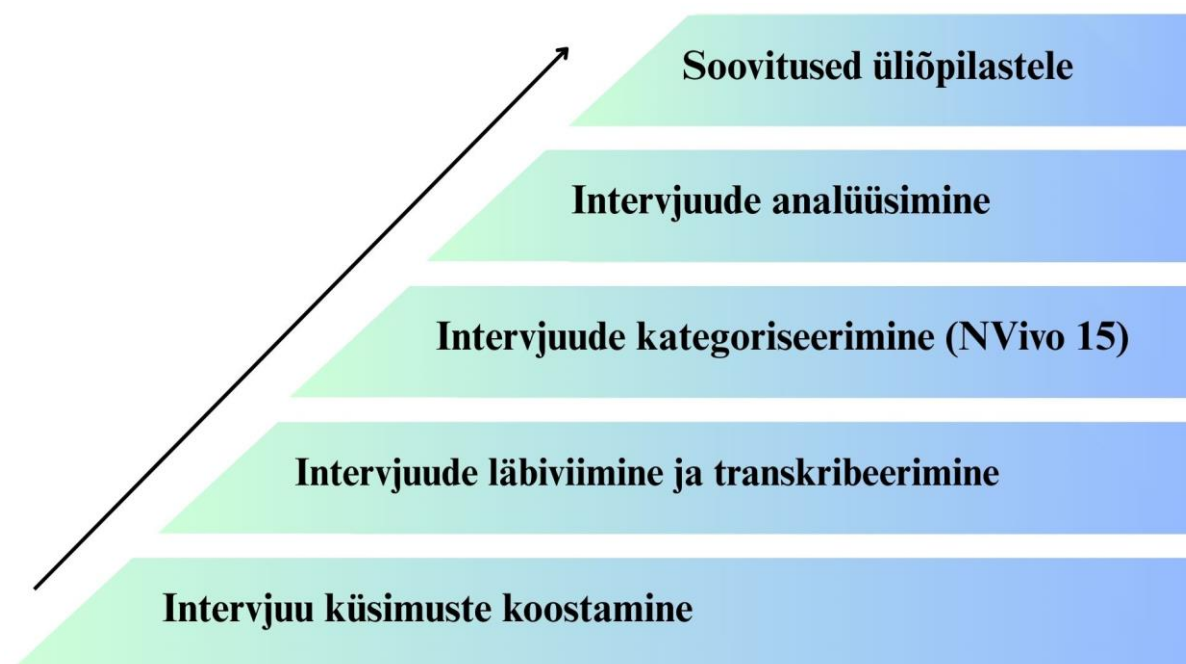 Soovitused üliõpilastele
Intervjuude analüüsimine
Intervjuude kategoriseerimine (NVivo 15)
Intervjuude läbiviimine ja transkribeerimine
Intervjuu küsimuste koostamine